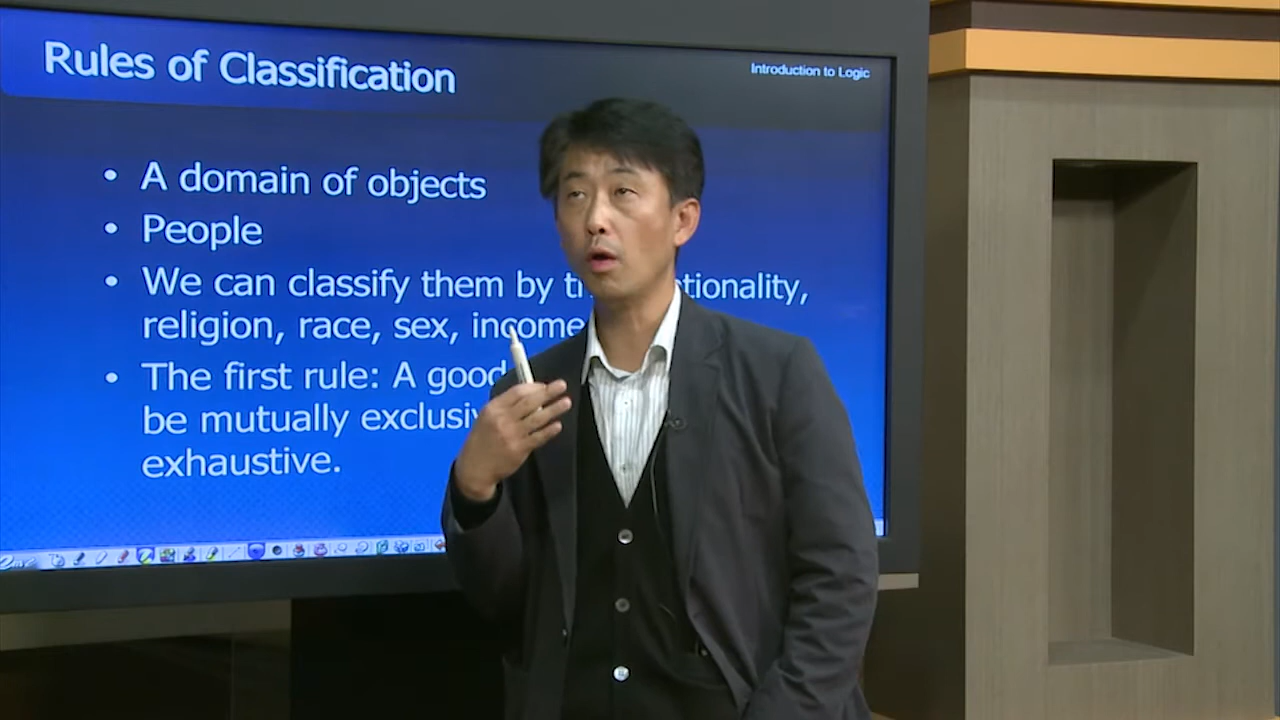 Rules of Classification
Introduction to Logic
• A domain of objects
• People
• We can classify them by
religion, race, sex, income
• The first rule: A good
be mutually
exhaustive.